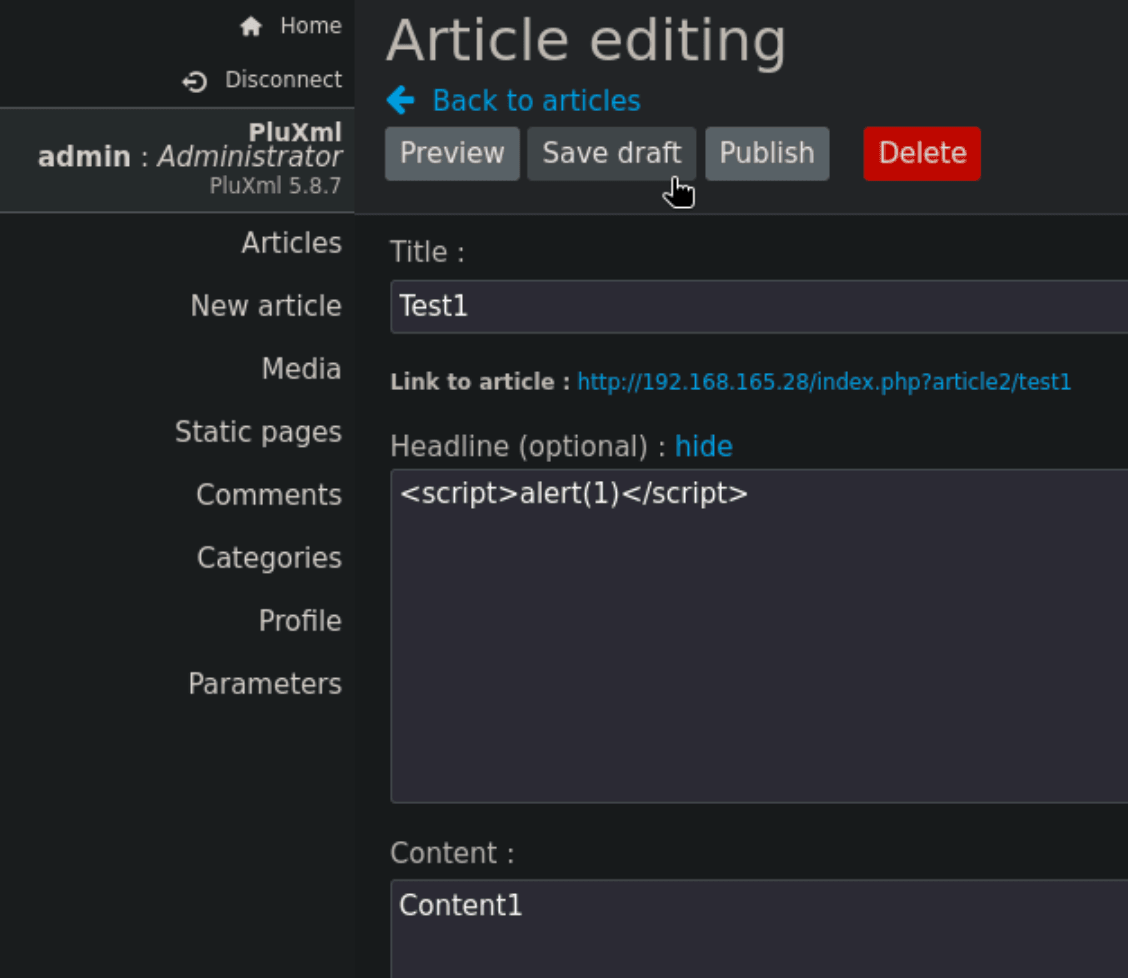 Home
Disconnect
PluXml
admin : Administrator
PluXml 5.8.7
Articles
New article
Media
Static pages
Comments
Categories
Profile
Parameters
Article editing
Back to articles
Preview Save draft Publish Delete
Title :
Test1
Link to article : http://192.168.165.28/index.php?article2/test1
Headline (optional) : hide
<script>alert(1)</script>
Content :
Content1